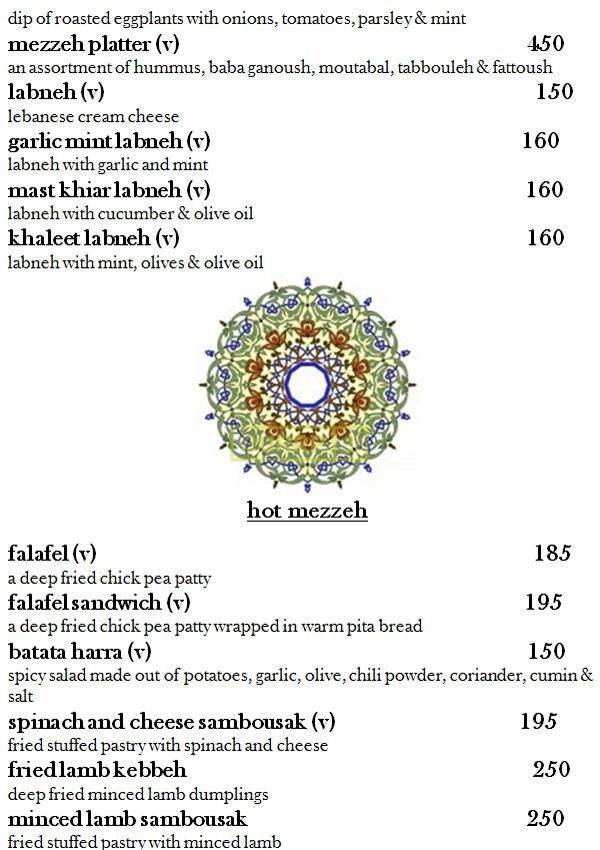 dip of roasted eggplants with onions, tomatoes, parsley & mint
mezzeh platter (v) 450
an assortment of hummus, baba ganoush, moutabal, tabbouleh & fattoush
labneh (v) 150
lebanese cream cheese
garlic mint labneh (v) 160
labneh with garlic and mint
mast khiar labneh (v) 160
labneh with cucumber & olive oil
khaleet labneh (v) 160
labneh with mint, olives & olive oil
hot mezzeh
falafel (v) 185
a deep fried chick pea patty
falafel sandwich (v) 195
a deep fried chick pea patty wrapped in warm pita bread
batata harra (v) 150
spicy salad made out of potatoes, garlic, olive, chili powder, coriander, cumin &
salt
spinach and cheese sambousak (v) 195
fried stuffed pastry with spinach and cheese
fried lamb kebbeh 250
deep fried minced lamb dumplings
minced lamb sambousak 250
fried stuffed pastry with minced lamb